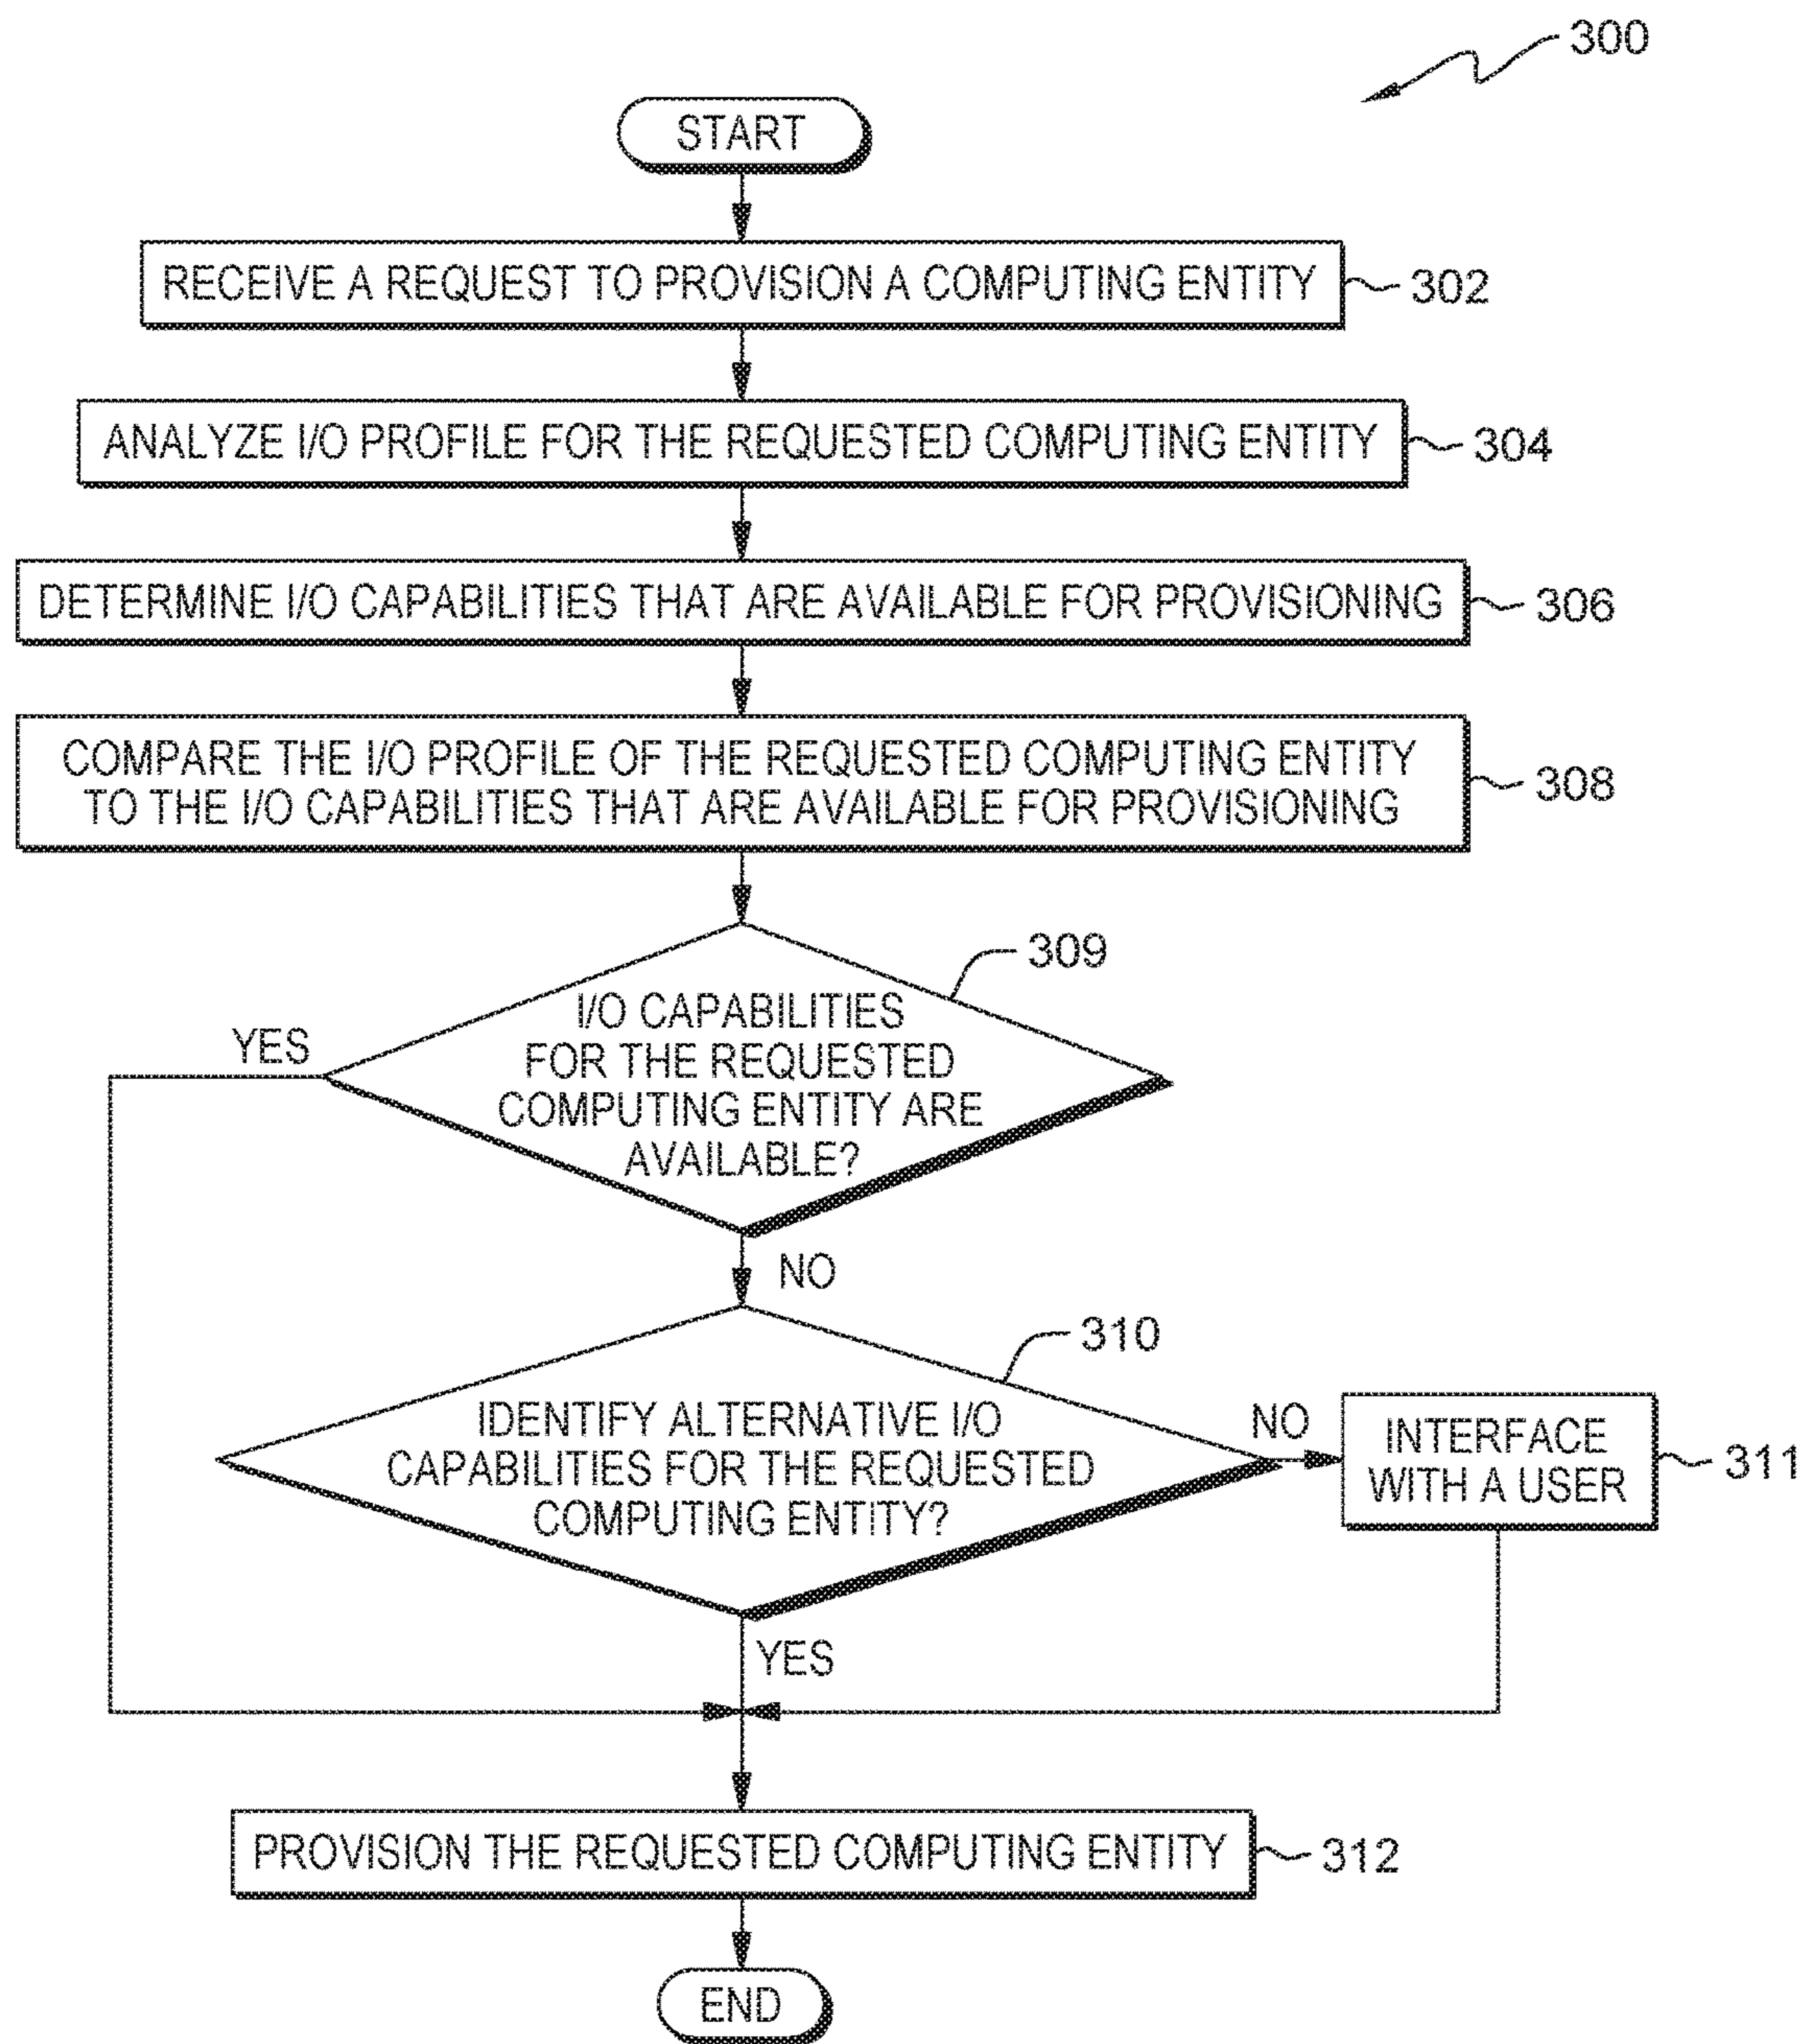 300
START
RECEIVE A REQUEST TO PROVISION A COMPUTING ENTITY
302
ANALYZE I/O PROFILE FOR THE REQUESTED COMPUTING ENTITY
304
DETERMINE I/O CAPABILITIES THAT ARE AVAILABLE FOR PROVISIONING
306
COMPARE THE I/O PROFILE OF THE REQUESTED COMPUTING ENTITY
TO THE I/O CAPABILITIES THAT ARE AVAILABLE FOR PROVISIONING
308
309
I/O CAPABILITIES
FOR THE REQUESTED
COMPUTING ENTITY ARE
AVAILABLE?
YES
NO
310
IDENTIFY ALTERNATIVE I/O
CAPABILITIES FOR THE REQUESTED
COMPUTING ENTITY?
NO
INTERFACE
WITH A USER
311
YES
PROVISION THE REQUESTED COMPUTING ENTITY
312
END